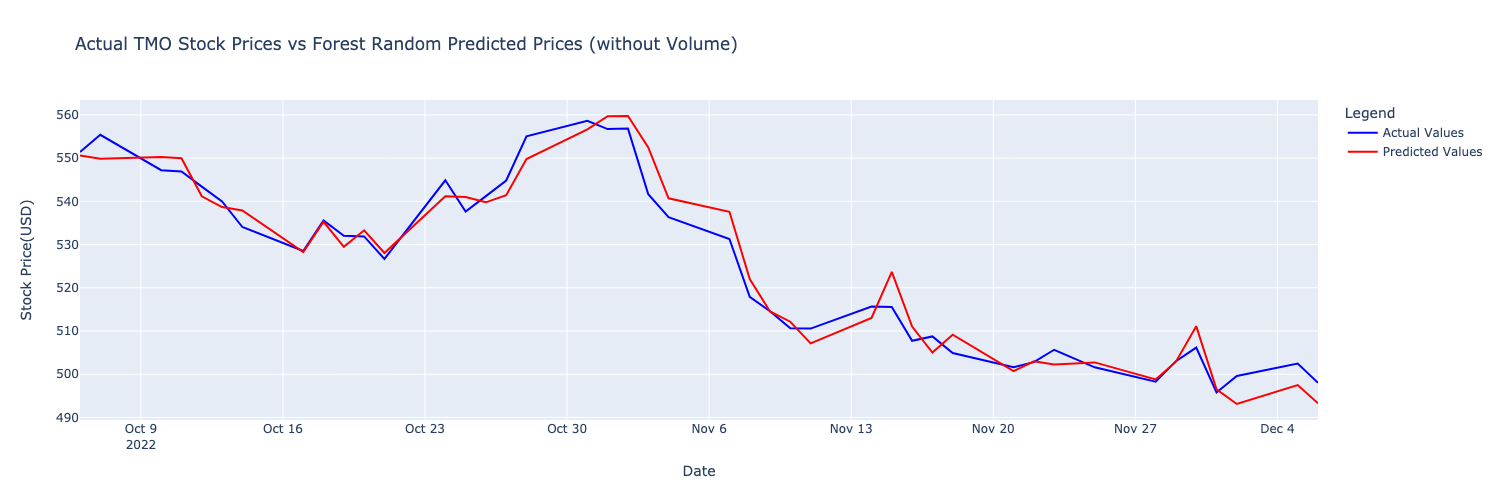 Actual TMO Stock Prices vs Forest Random Predicted Prices (without Volume)
Legend
Actual Values
Predicted Values
Stock Price(USD)
560
550
540
530
520
510
500
490
Oct 9
2022
Oct 16
Oct 23
Oct 30
Nov 6
Nov 13
Nov 20
Nov 27
Dec 4
Date